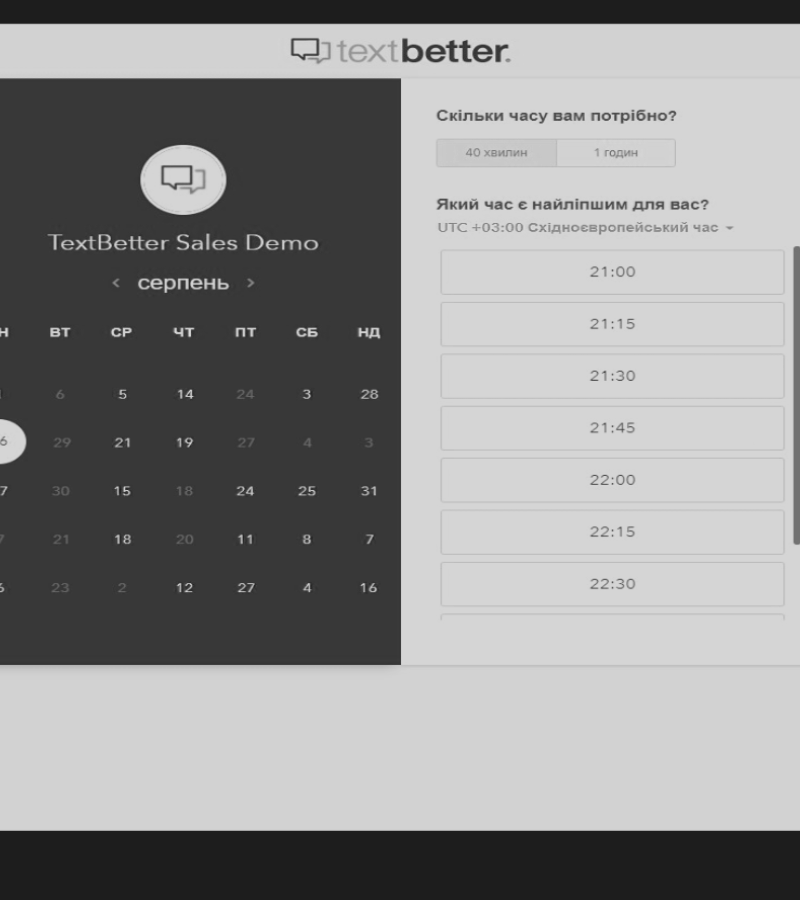 textbetter.
TextBetter Sales Demo
< серпень >
ВТ СР ЧТ ПТ СБ НД
6 5 14 24 3 28
6 29 21 19 27 4 3
7 30 15 18 24 25 31
7 21 18 20 11 8 7
23 2 12 27 4 16
Скільки часу вам потрібно?
40 хвилин 1 годин
Який час є найліпшим для вас?
UTC +03:00 Східноєвропейський час
21:00
21:15
21:30
21:45
22:00
22:15
22:30